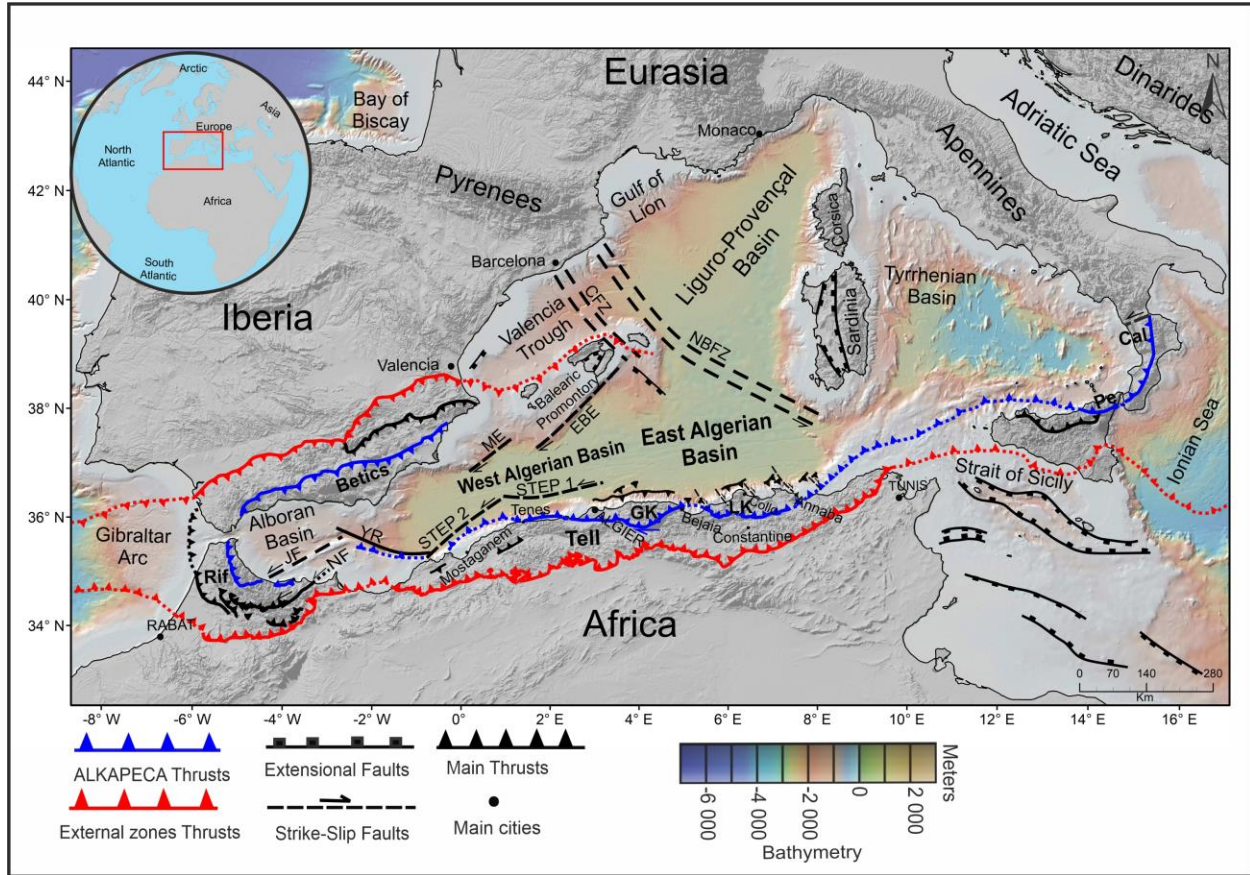 44° N
42° N
40° N
38° N
36° N
34° N
Arctic
Asia
Europe
North
Atlantic
Africa
South
Atlantic
Bay of
Biscay
Eurasia
Dinarides
N
Adriatic Sea
Monaco
Apennines
Pyrenees
Gulf of
Lion
Liguro-Provençal
Basin
Corsica
Barcelona
Tyrrhenian
Basin
Iberia
CFZ
Valencia
Trough
Sardinia
NBFZ
Cal
Valencia
Balearic
Promontory
Pe
EBE
ME
Ionian Sea
East Algerian
Basin
West Algerian Basin
Betics
STEP 1
Strait of Sicily
TUNIS
Gibraltar
Arc
Alboran
Basin
STEP 2
Tenes
GK
LK
Collo
Annaba
YR
ALGIER
Bejaia
JF
Tell
Constantine
NF
Mostaganem
Rif
RABAT
Africa
0 70 140 280
Km
-8° W -6° W -4° W -2° W 0° 2° E 4° E 6° E 8° E 10° E 12° E 14° E 16° E
ALKAPECA Thrusts
Extensional Faults
Main Thrusts
External zones Thrusts
Strike-Slip Faults
Main cities
Meters
-6 000 -4 000 -2 000 0 2 000
Bathymetry